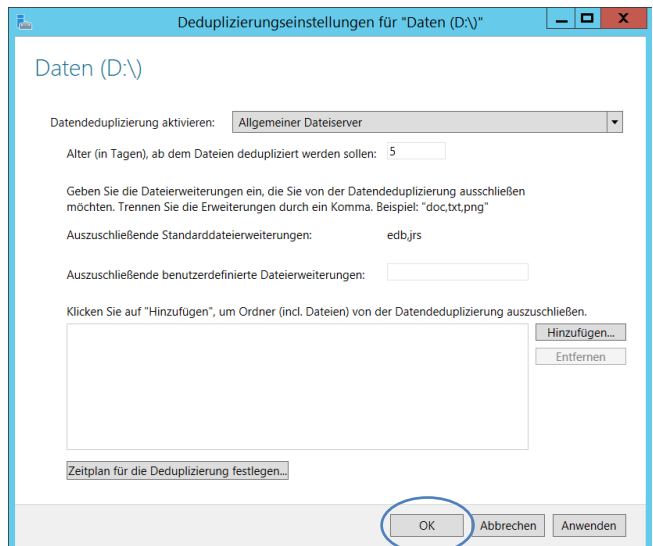 Deduplizierungseinstellungen für "Daten (D:\)"
Daten (D:\)
Datendeduplizierung aktivieren: Allgemeiner Dateiserver
Alter (in Tagen), ab dem Dateien dedupliziert werden sollen: 5
Geben Sie die Dateierweiterungen ein, die Sie von der Datendeduplizierung ausschließen
möchten. Trennen Sie die Erweiterungen durch ein Komma. Beispiel: "doc,txt,png"
Auszuschließende Standarddateierweiterungen: edb,jrs
Auszuschließende benutzerdefinierte Dateierweiterungen:
Klicken Sie auf "Hinzufügen", um Ordner (incl. Dateien) von der Datendeduplizierung auszuschließen.
Hinzufügen...
Entfernen
Zeitplan für die Deduplizierung festlegen...
OK Abbrechen Anwenden